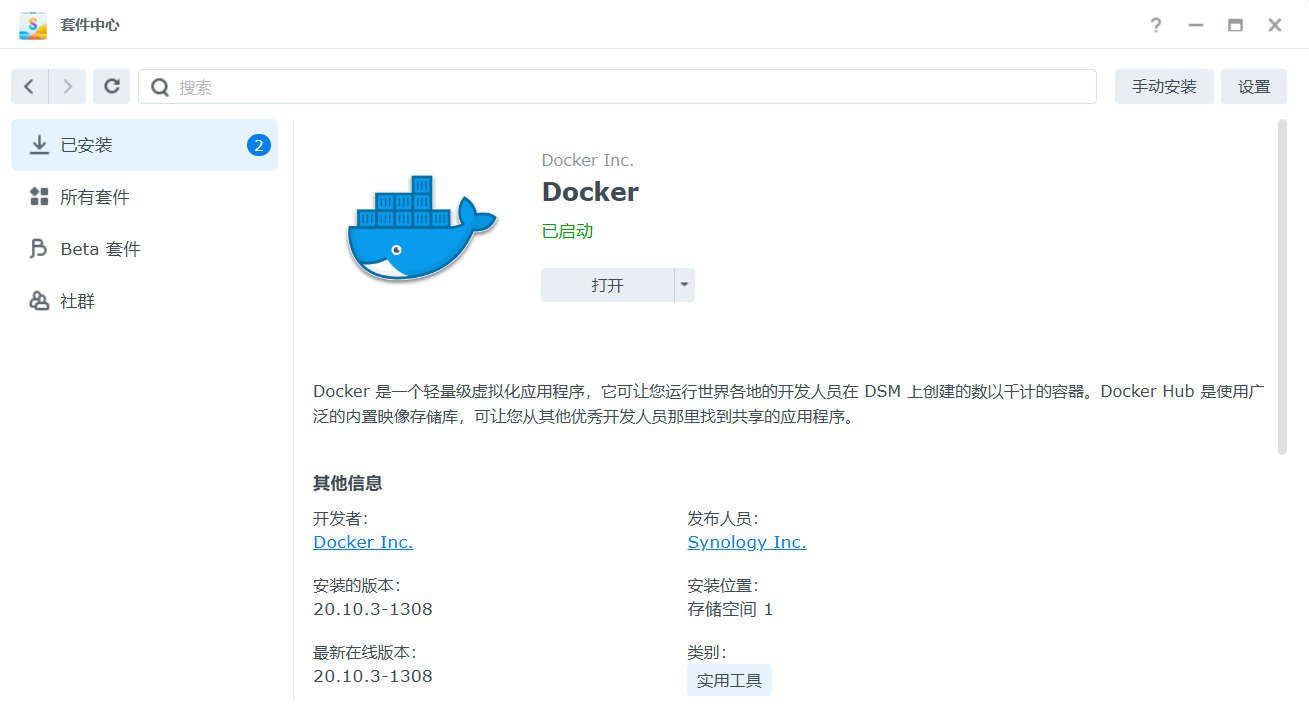 套件中心
搜索
手动安装
设置
已安装
2
所有套件
Beta 套件
社群
Docker Inc.
Docker
已启动
打开
Docker 是一个轻量级虚拟化应用程序，它可让您运行世界各地的开发人员在 DSM 上创建的数以千计的容器。Docker Hub 是使用广
泛的内置映像存储库，可让您从其他优秀开发人员那里找到共享的应用程序。
其他信息
开发者：
Docker Inc.
发布人员：
Synology Inc.
安装的版本：
20.10.3-1308
安装位置：
存储空间 1
最新在线版本：
20.10.3-1308
类别：
实用工具